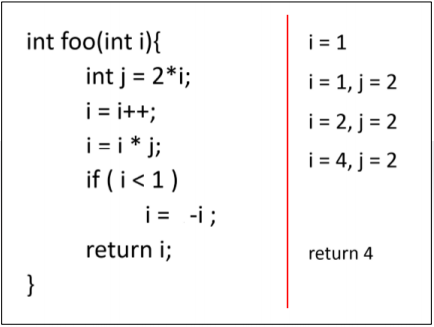 int foo(int i){
int j = 2*i;
i = i++;
i = i * j;
if ( i < 1 )
i =  -i ;
return i;
}
i = 1
i = 1, j = 2
i = 2, j = 2
i = 4, j = 2
return 4